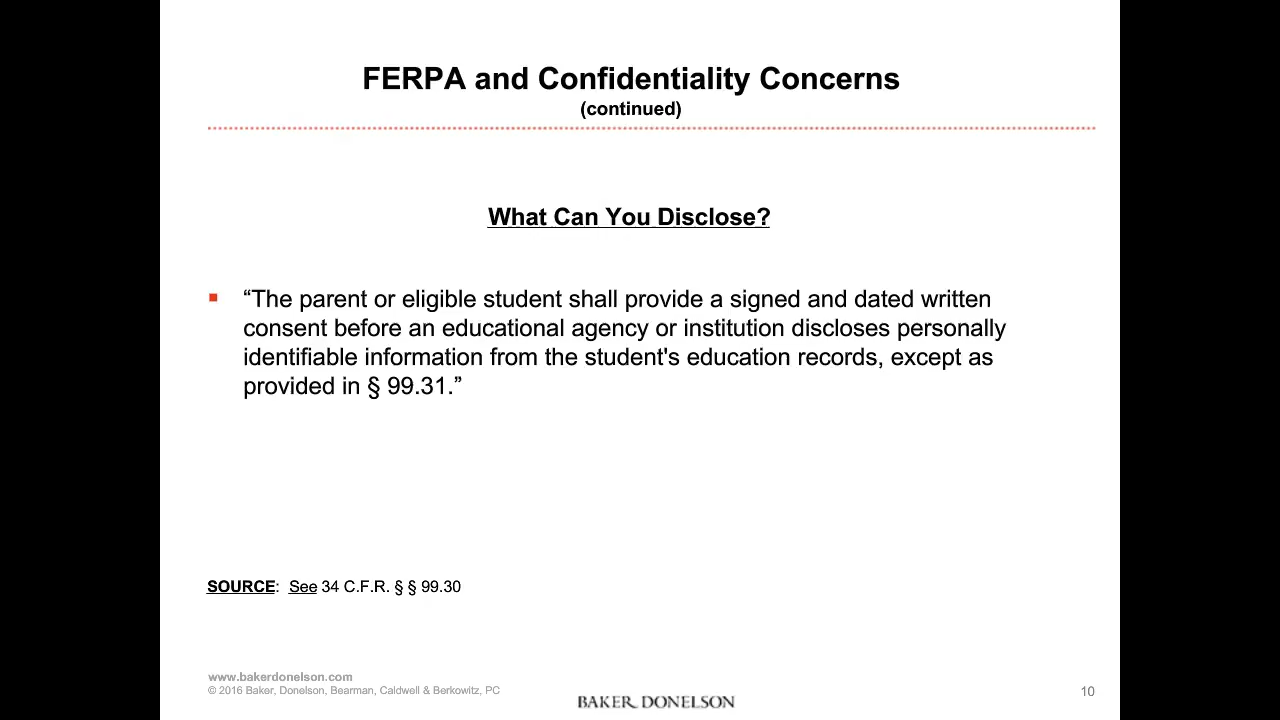 FERPA and Confidentiality Concerns
(continued)
What Can You Disclose?
▪ “The parent or eligible student shall provide a signed and dated written
consent before an educational agency or institution discloses personally
identifiable information from the student's education records, except as
provided in § 99.31.”
SOURCE: See 34 C.F.R. § § 99.30
www.bakerdonelson.com
© 2016 Baker, Donelson, Bearman, Caldwell & Berkowitz, PC
BAKER DONELSON
10